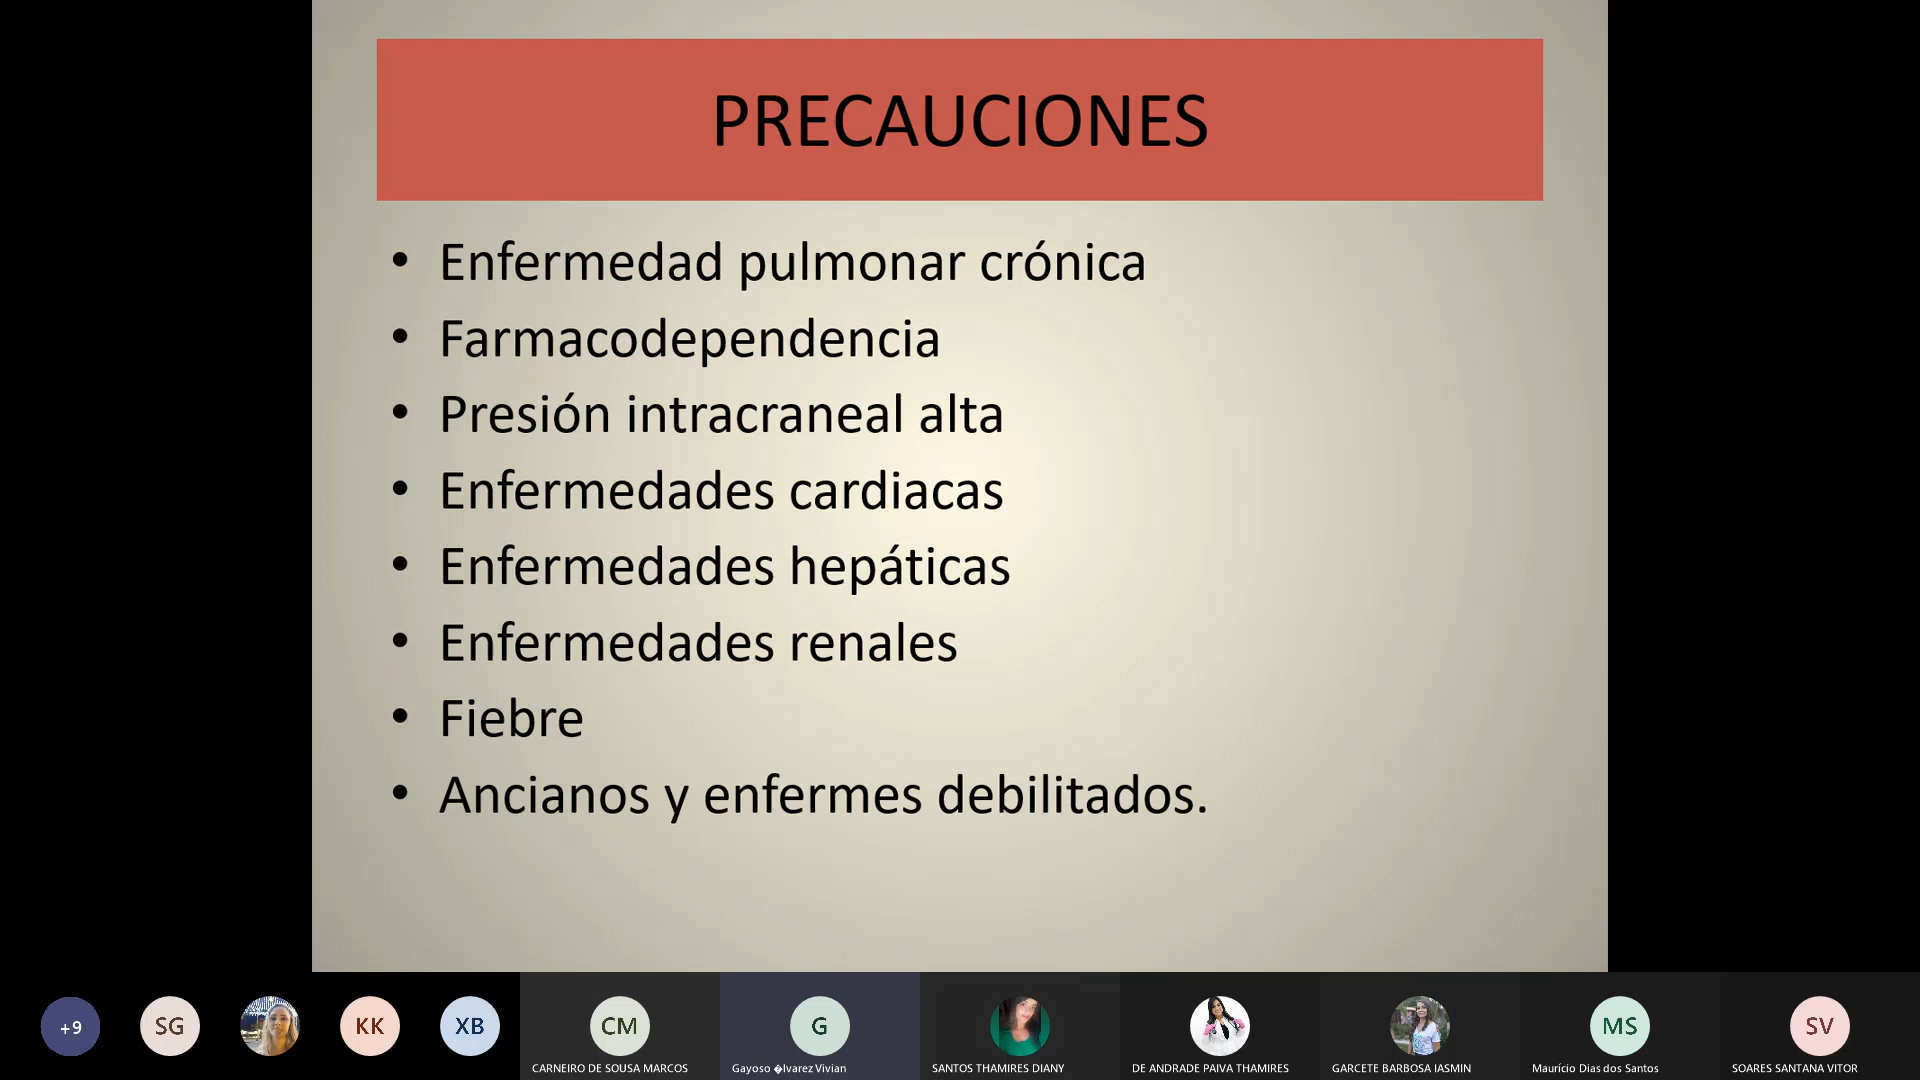 PRECAUCIONES
• Enfermedad pulmonar crónica
• Farmacodependencia
• Presión intracraneal alta
• Enfermedades cardiacas
• Enfermedades hepáticas
• Enfermedades renales
• Fiebre
• Ancianos y enfermes debilitados.
+9
SG
KK
XB
CM
G
MS
SV
CARNEIRO DE SOUSA MARCOS
Gayoso �lvarez Vivian
SANTOS THAMIRES DIANY
DE ANDRADE PAIVA THAMIRES
GARCETE BARBOSA IASMIN
Maurício Dias dos Santos
SOARES SANTANA VITOR